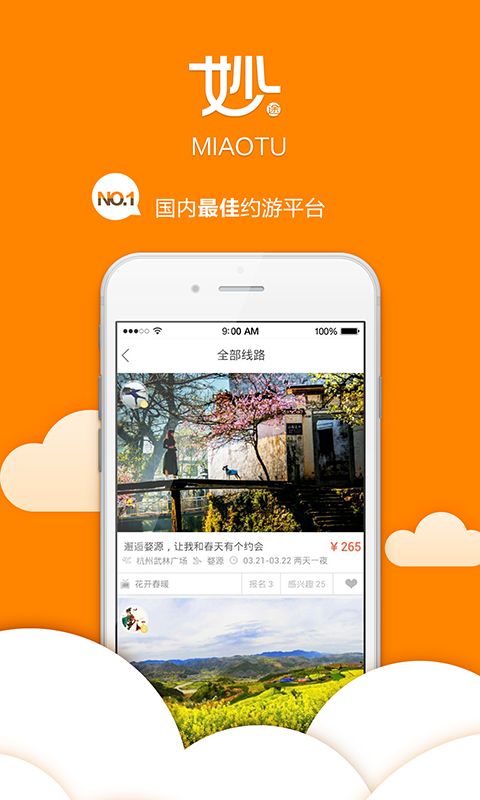 妙
途
MIAOTU
NO.1
国内最佳约游平台
9:00 AM
100%
全部线路
邂逅婺源，让我和春天有个约会
¥ 265
杭州武林广场
婺源
03.21-03.22 两天一夜
花开春暖
报名 3
感兴趣 25